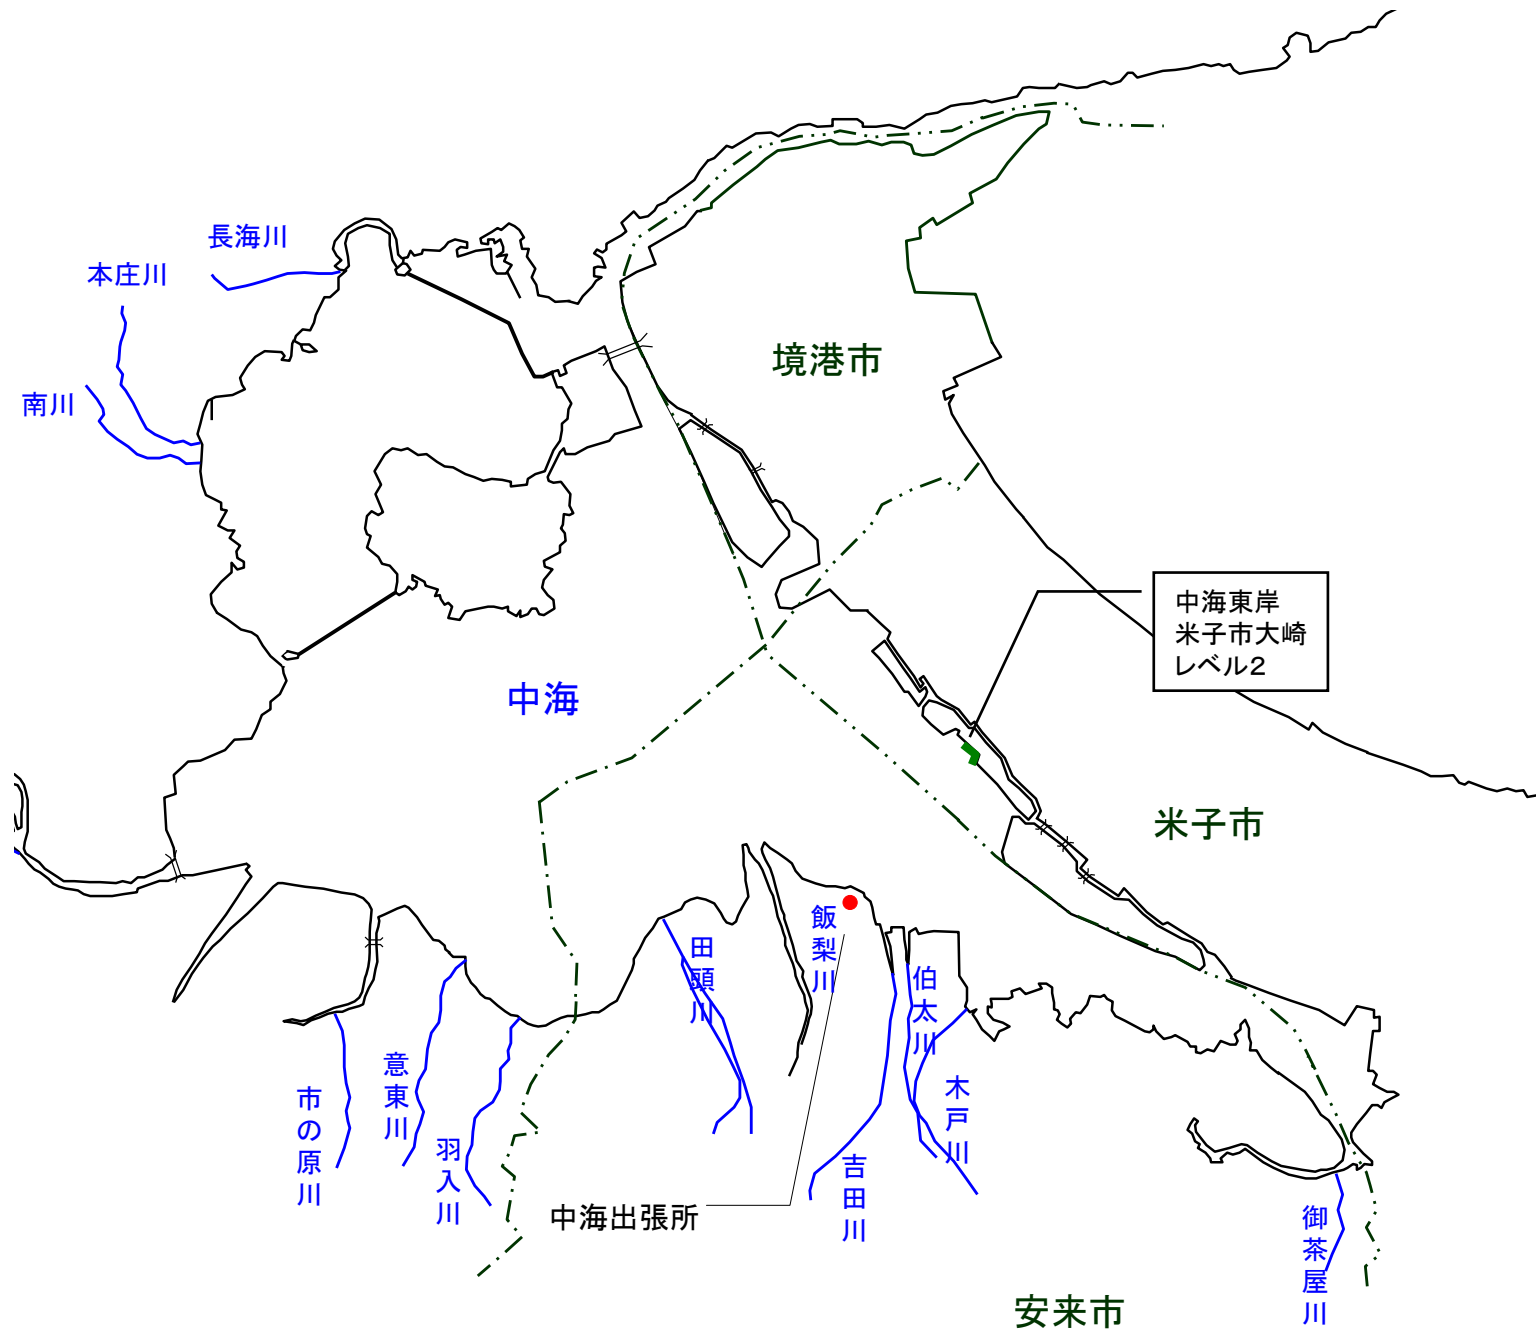 長海川
本庄川
境港市
南川
中海東岸
米子市大崎
レベル2
中海
米子市
飯梨川
田頭川
伯太川
意東川
木戸川
市の原川
羽入川
吉田川
中海出張所
御茶屋川
安来市